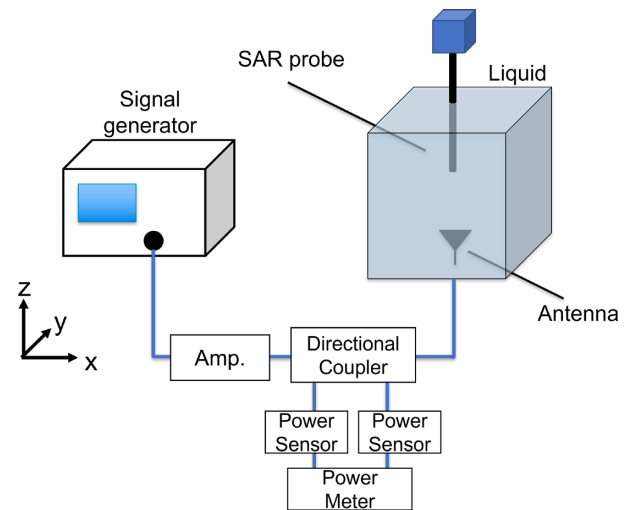 SAR probe
Liquid
Signal
generator
Antenna
z
y
x
Amp.
Directional
Coupler
Power
Sensor
Power
Sensor
Power
Meter